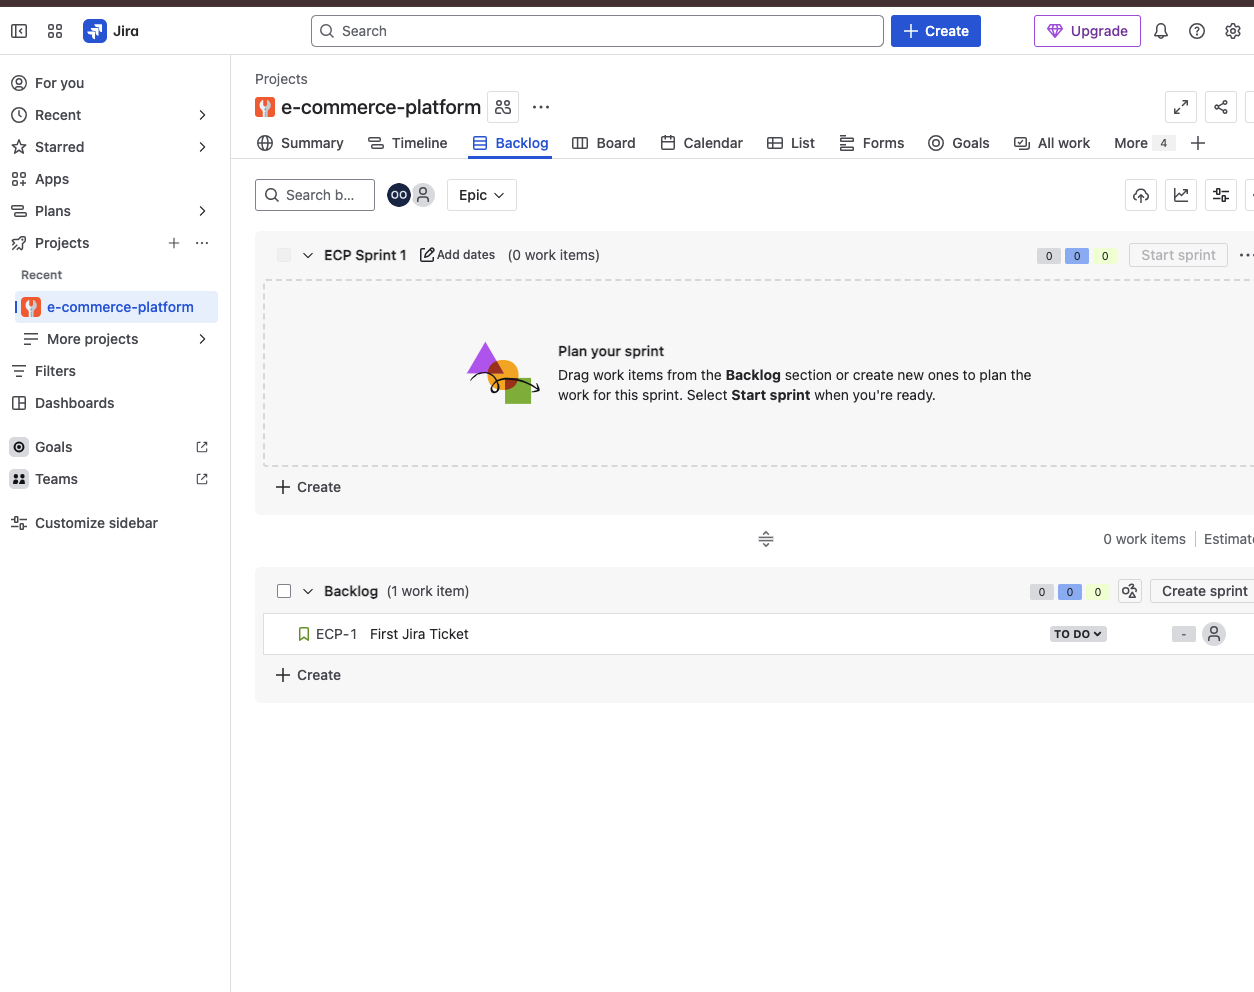 Jira
Search
Create
Upgrade
For you
Recent
Starred
Apps
Plans
Projects
Recent
e-commerce-platform
More projects
Filters
Dashboards
Goals
Teams
Customize sidebar
Projects
e-commerce-platform
Summary Timeline Backlog Board Calendar List Forms Goals All work More 4
Search b... OO Epic
ECP Sprint 1 Add dates (0 work items) 0 0 0 Start sprint
Plan your sprint
Drag work items from the Backlog section or create new ones to plan the
work for this sprint. Select Start sprint when you're ready.
Create
0 work items Estimate
Backlog (1 work item) 0 0 0 Create sprint
ECP-1 First Jira Ticket TO DO -
Create